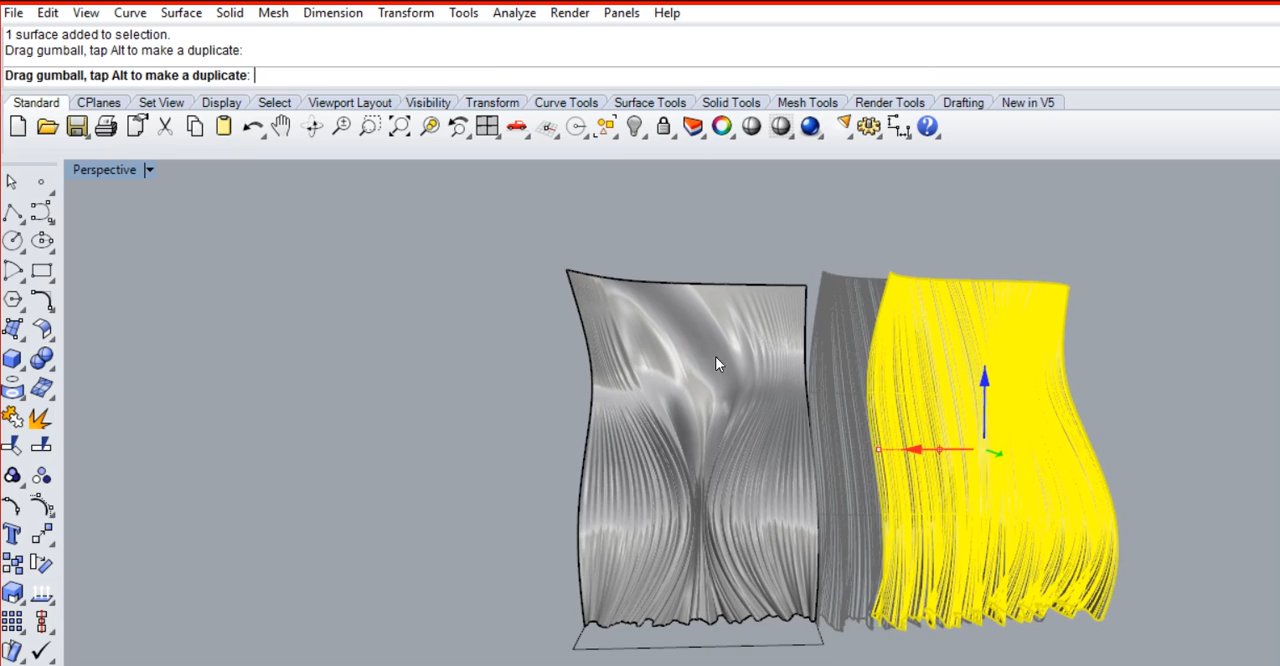 File Edit View Curve Surface Solid Mesh Dimension Transform Tools Analyze Render Panels Help
1 surface added to selection.
Drag gumball, tap Alt to make a duplicate:
Drag gumball, tap Alt to make a duplicate:
Standard CPlanes Set View Display Select Viewport Layout Visibility Transform Curve Tools Surface Tools Solid Tools Mesh Tools Render Tools Drafting New in V5
Perspective